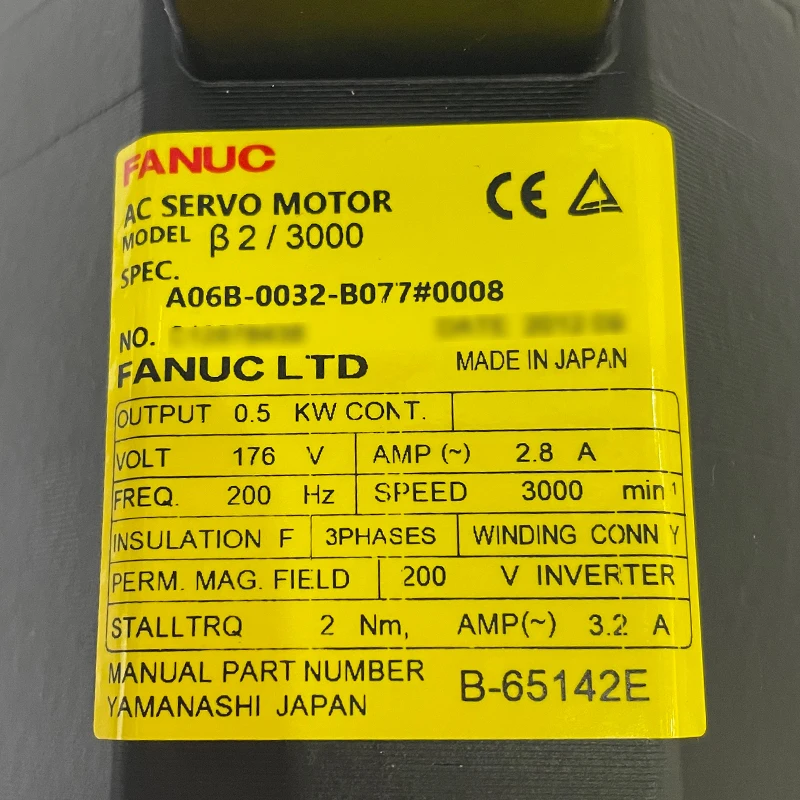 FANUC
AC SERVO MOTOR
MODEL β 2 / 3000
SPEC.
A06B-0032-B077#0008
NO.
FANUC LTD MADE IN JAPAN
OUTPUT 0.5 KW CONT.
VOLT 176 V AMP (~) 2.8 A
FREQ. 200 Hz SPEED 3000 min⁻¹
INSULATION F 3PHASES WINDING CONN Y
PERM. MAG. FIELD 200 V INVERTER
STALLTRQ 2 Nm, AMP(~) 3.2 A
MANUAL PART NUMBER B-65142E
YAMANASHI JAPAN